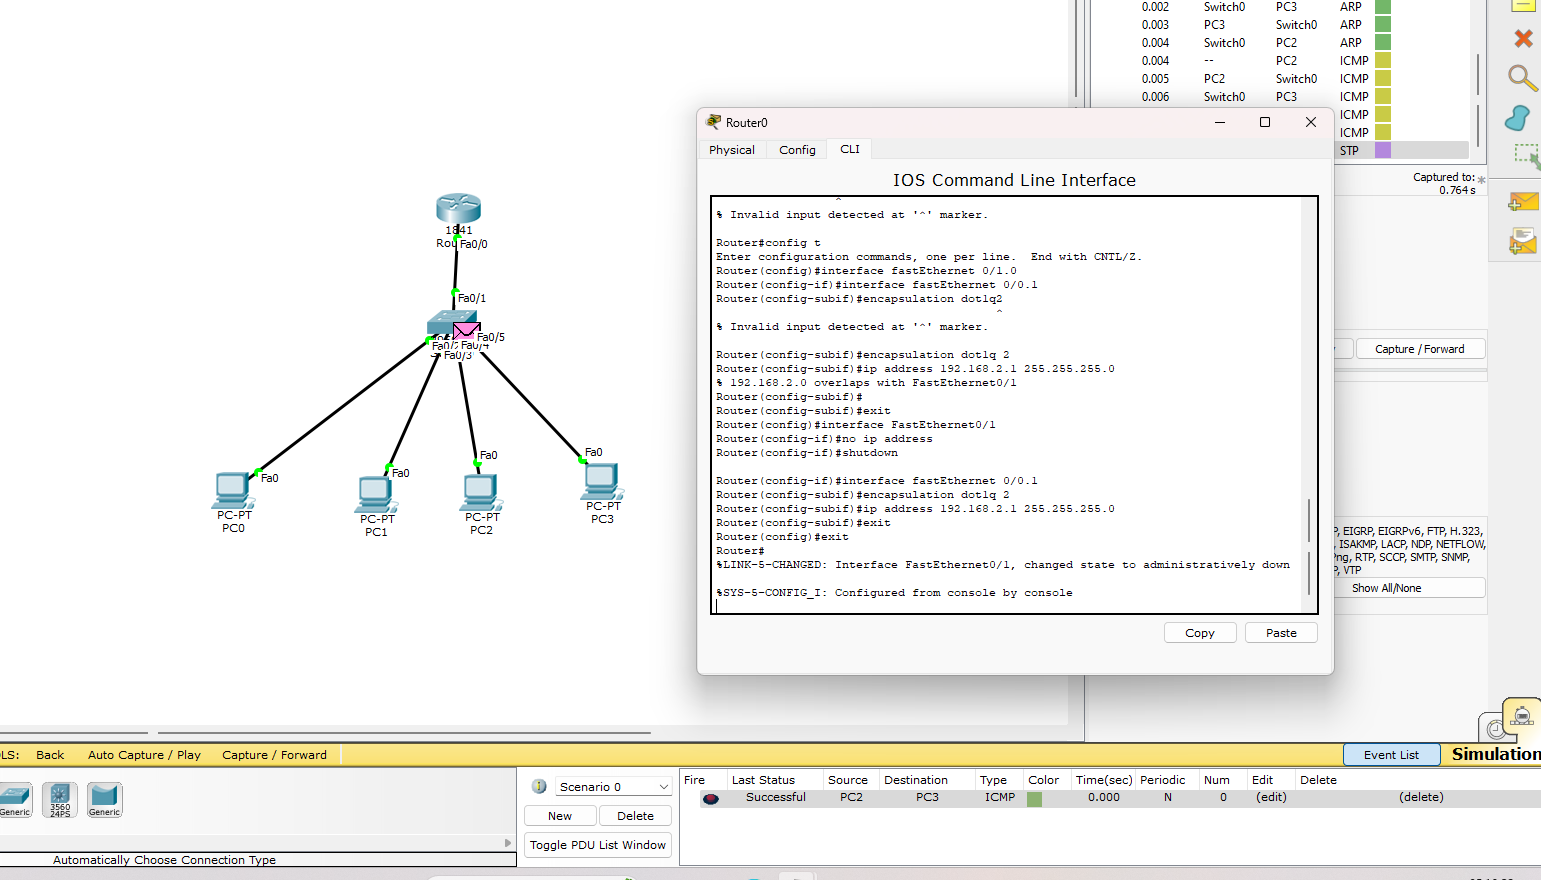 0.002 Switch0 PC3 ARP
0.003 PC3 Switch0 ARP
0.004 Switch0 PC2 ARP
0.004 -- PC2 ICMP
0.005 PC2 Switch0 ICMP
0.006 Switch0 PC3 ICMP
ICMP
ICMP
STP
Captured to:
0.764 s
Capture / Forward
P, EIGRP, EIGRPv6, FTP, H.323,
, ISAKMP, LACP, NDP, NETFLOW,
Png, RTP, SCCP, SMTP, SNMP,
P, VTP
Show All/None
1841
Rou
Fa0/0
Fa0/1
Fa0/5
Fa0/2
Fa0/4
Fa0/3
Fa0
PC-PT
PC0
Fa0
PC-PT
PC1
Fa0
PC-PT
PC2
Fa0
PC-PT
PC3
Router0
Physical Config CLI
IOS Command Line Interface
^
% Invalid input detected at '^' marker.
Router#config t
Enter configuration commands, one per line.  End with CNTL/Z.
Router(config)#interface fastEthernet 0/1.0
Router(config-if)#interface fastEthernet 0/0.1
Router(config-subif)#encapsulation dot1q2
^
% Invalid input detected at '^' marker.
Router(config-subif)#encapsulation dot1q 2
Router(config-subif)#ip address 192.168.2.1 255.255.255.0
% 192.168.2.0 overlaps with FastEthernet0/1
Router(config-subif)#
Router(config-subif)#exit
Router(config)#interface FastEthernet0/1
Router(config-if)#no ip address
Router(config-if)#shutdown
Router(config-if)#interface fastEthernet 0/0.1
Router(config-subif)#encapsulation dot1q 2
Router(config-subif)#ip address 192.168.2.1 255.255.255.0
Router(config-subif)#exit
Router(config)#exit
Router#
%LINK-5-CHANGED: Interface FastEthernet0/1, changed state to administratively down
%SYS-5-CONFIG_I: Configured from console by console
Copy Paste
LS: Back Auto Capture / Play Capture / Forward
Event List Simulation
Generic
3560
24PS
Generic
Automatically Choose Connection Type
Scenario 0
New Delete
Toggle PDU List Window
Fire Last Status Source Destination Type Color Time(sec) Periodic Num Edit Delete
Successful PC2 PC3 ICMP 0.000 N 0 (edit) (delete)